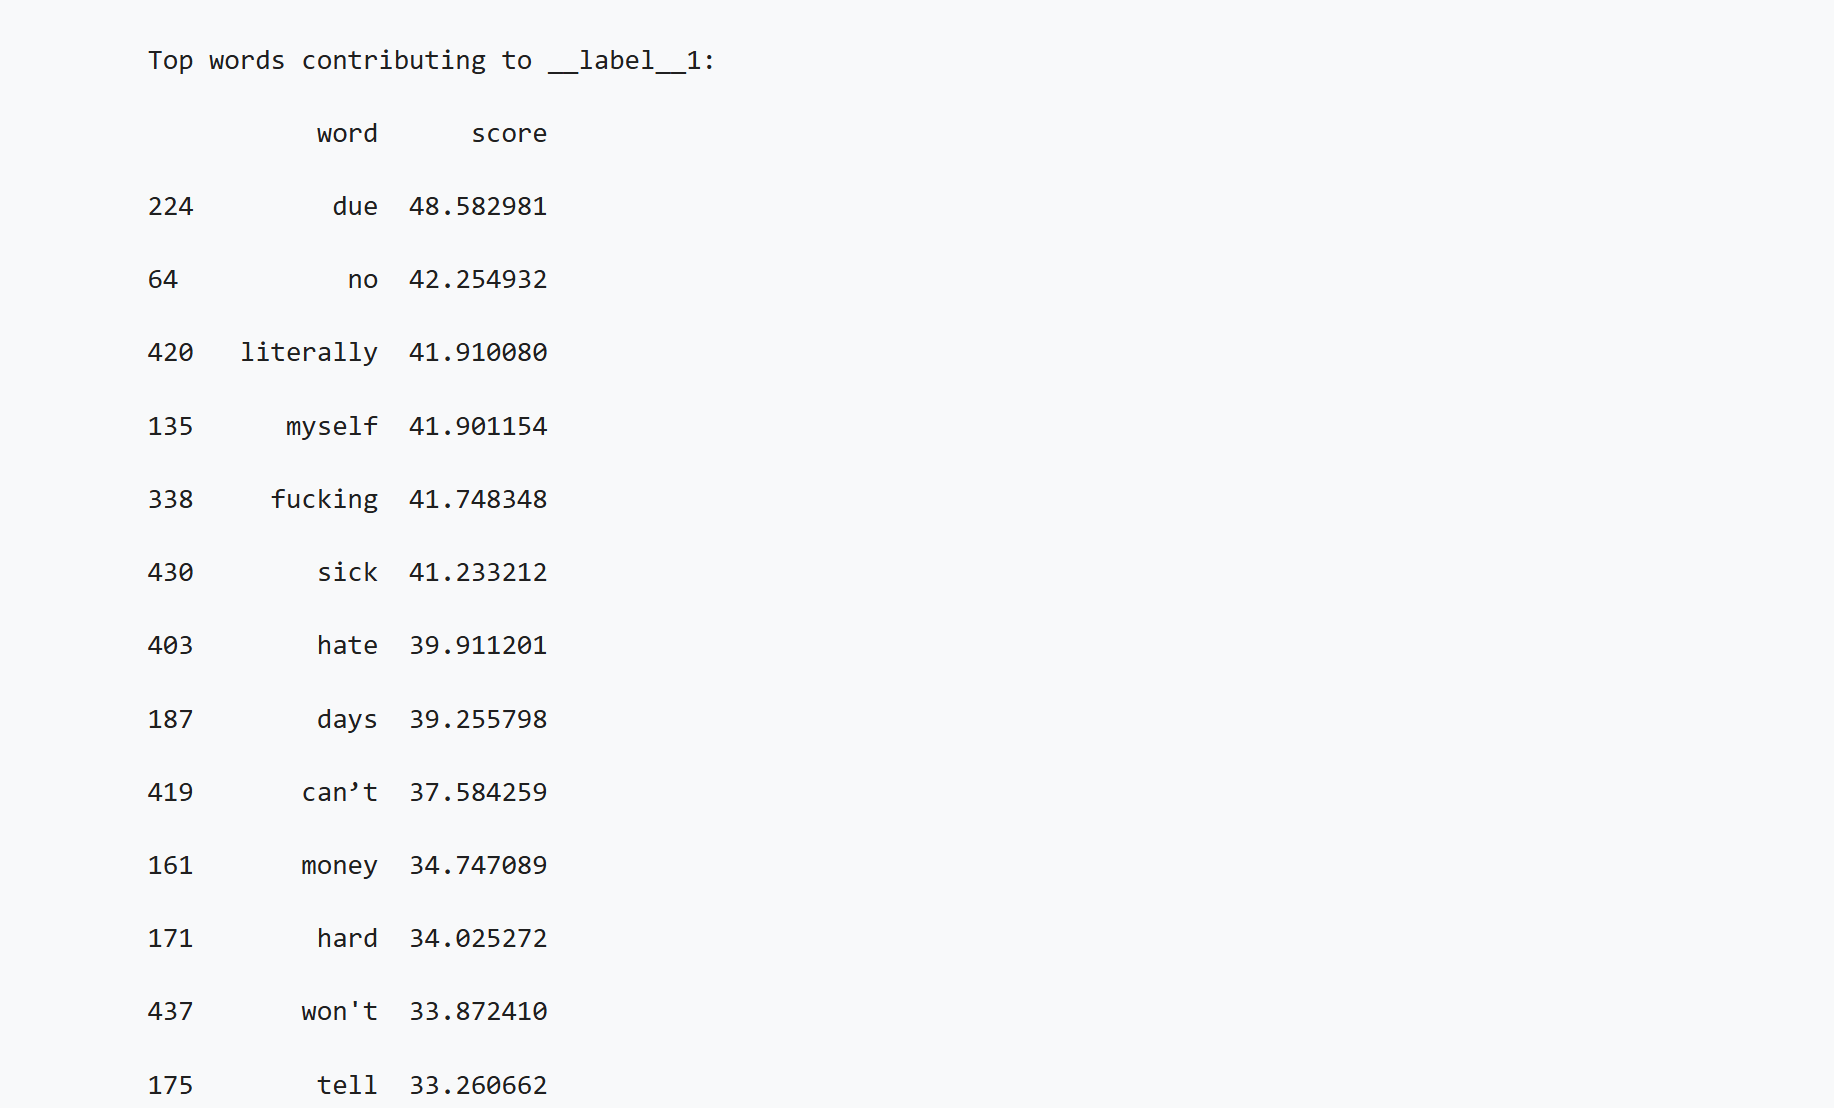 Top words contributing to __label__1:
word score
224 due 48.582981
64 no 42.254932
420 literally 41.910080
135 myself 41.901154
338 fucking 41.748348
430 sick 41.233212
403 hate 39.911201
187 days 39.255798
419 can’t 37.584259
161 money 34.747089
171 hard 34.025272
437 won't 33.872410
175 tell 33.260662